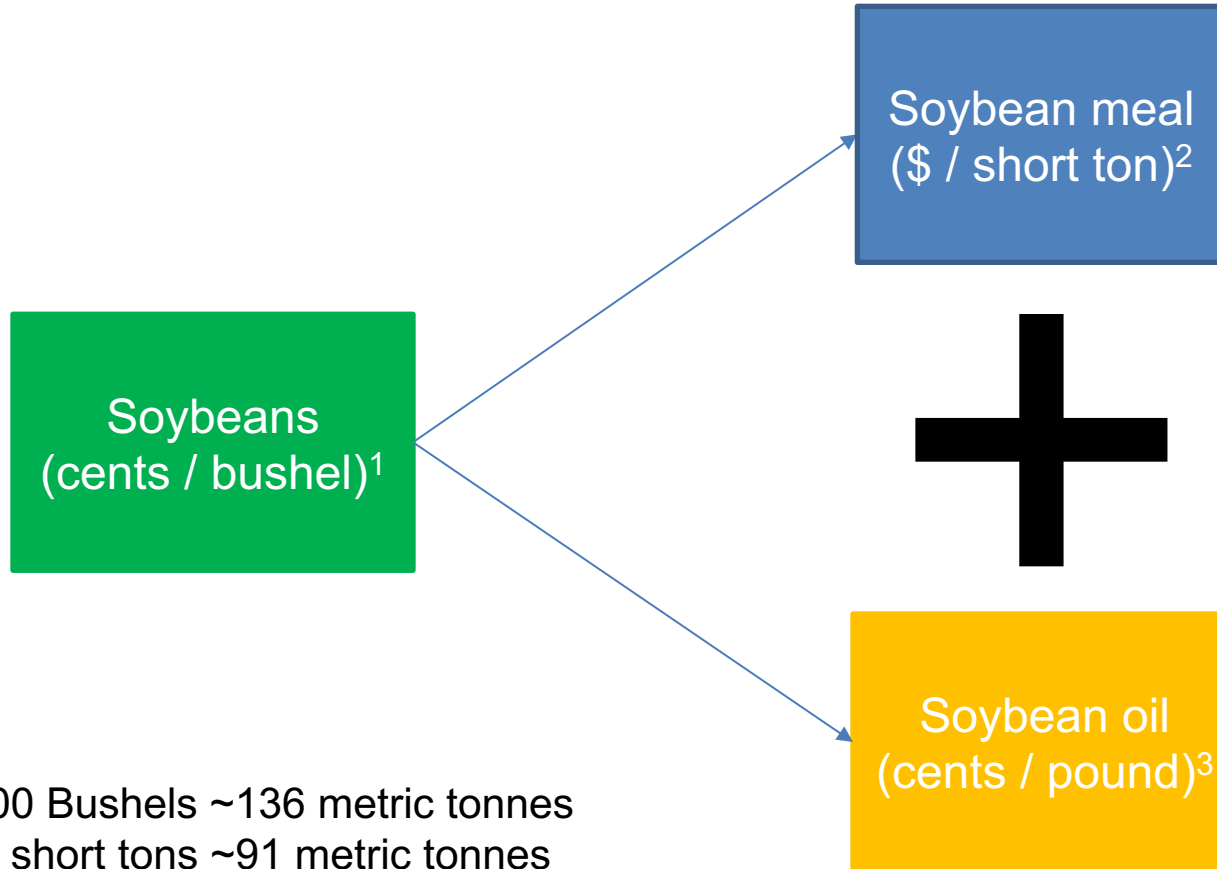 Soybean meal
($ / short ton)²
Soybeans
(cents / bushel)¹
Soybean oil
(cents / pound)³
00 Bushels ~136 metric tonnes
short tons ~91 metric tonnes